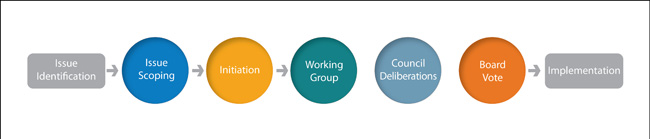 Issue
Identification
Issue
Scoping
Initiation
Working
Group
Council
Deliberations
Board
Vote
Implementation